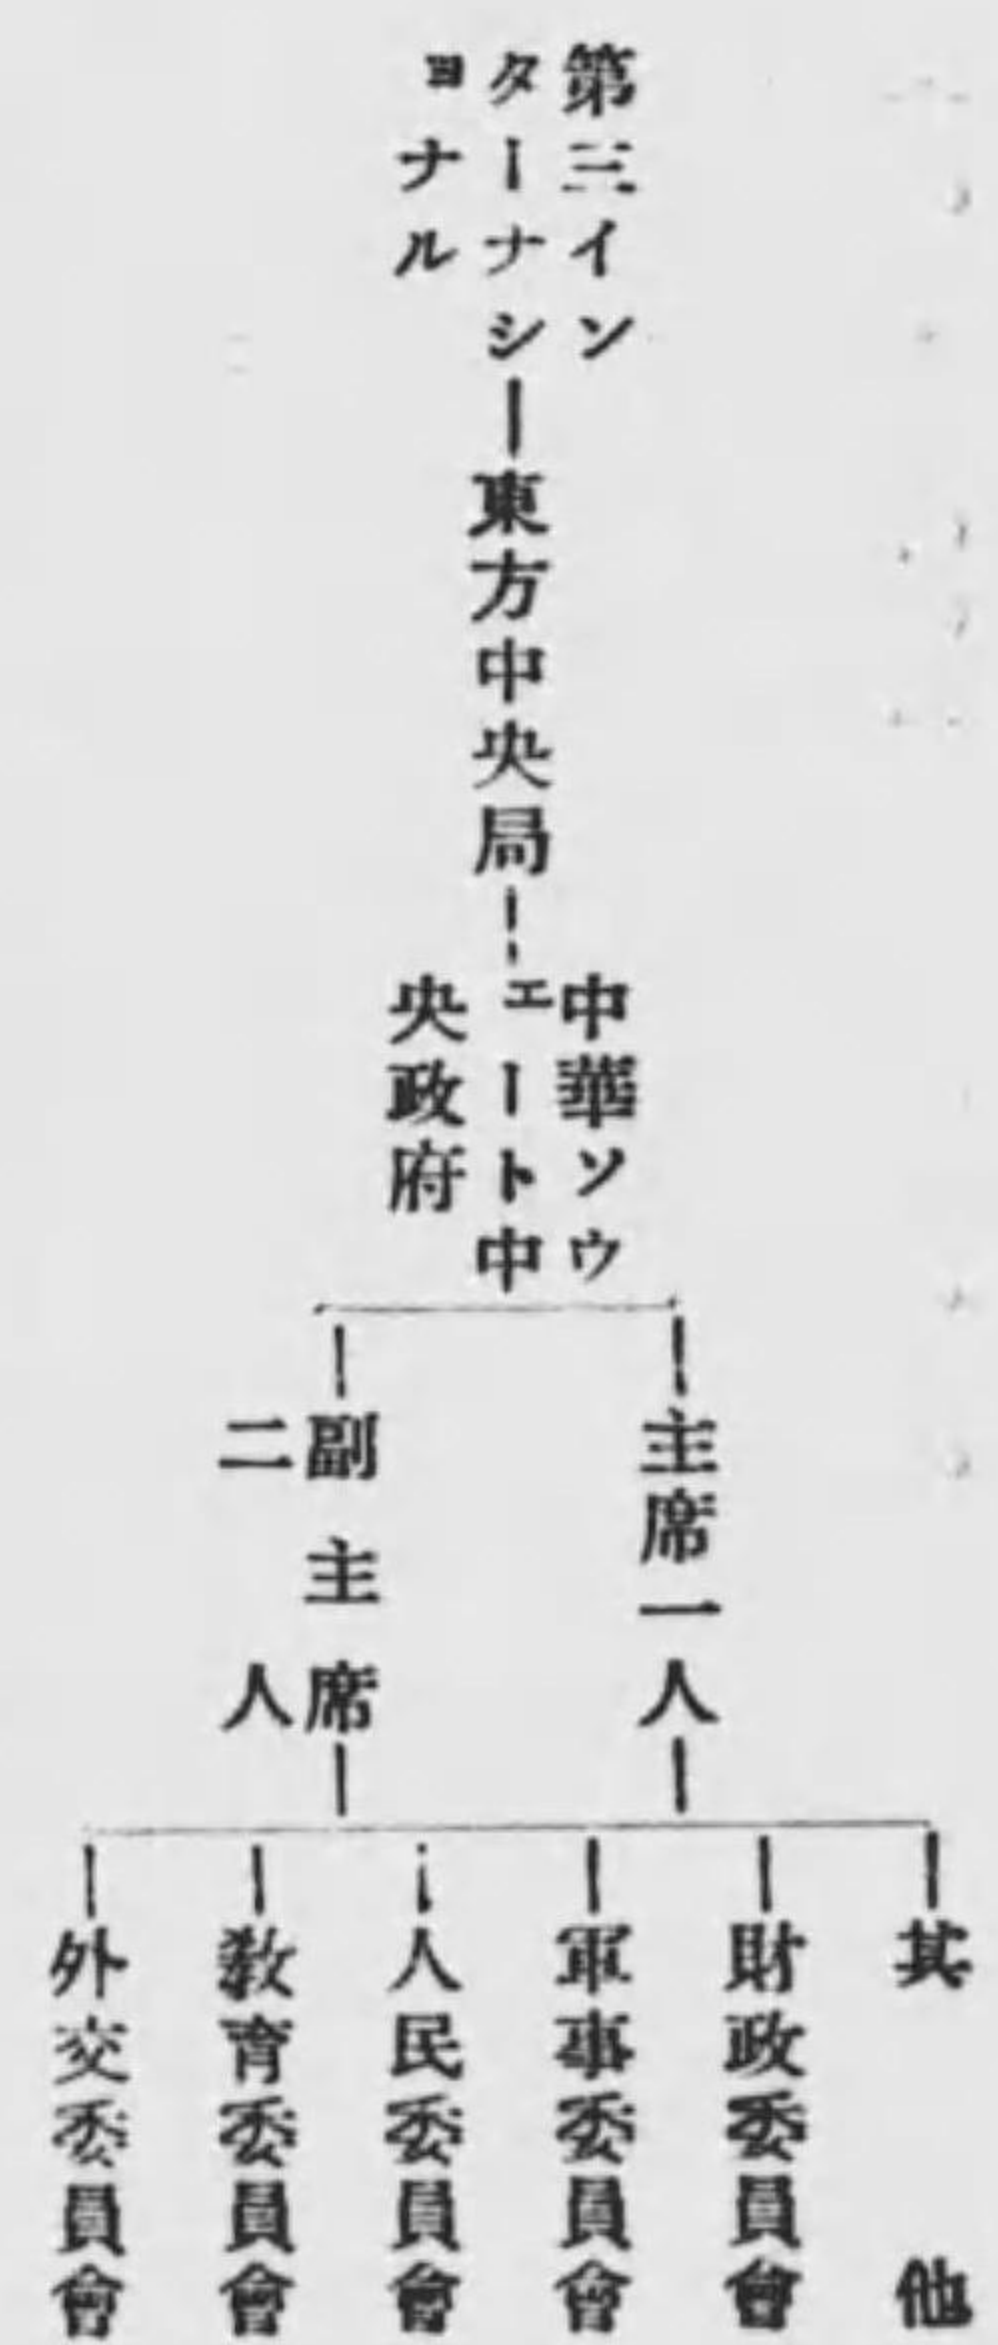 第三イン
ターナシ
ヨナル
東方中央局
中華ソウ
エート中
央政府
主席一人
副主席
二人
其他
財政委員會
軍事委員會
人民委員會
教育委員會
外交委員會